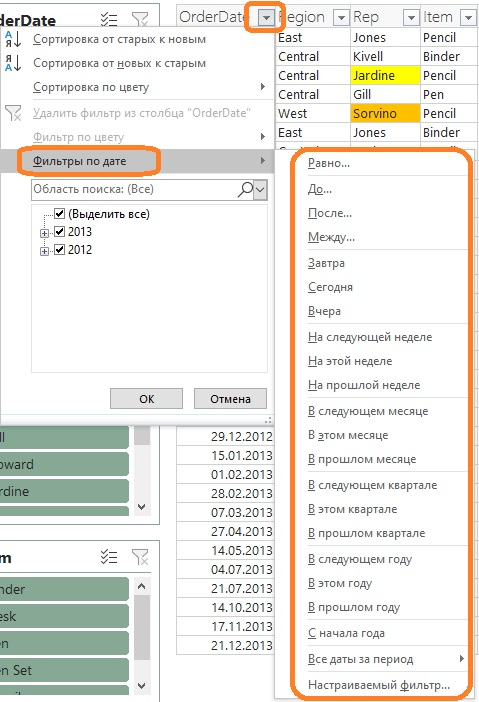 rderDate
OrderDate Region Rep Item
East Jones Pencil
Central Kivell Binder
Central Jardine Pencil
Central Gill Pen
West Sorvino Pencil
East Jones Binder
Сортировка от старых к новым
Сортировка от новых к старым
Сортировка по цвету
Удалить фильтр из столбца "OrderDate"
Фильтр по цвету
Фильтры по дате
Область поиска: (Все)
(Выделить все)
2013
2012
ОК Отмена
Равно...
До...
После...
Между...
Завтра
Сегодня
Вчера
На следующей неделе
На этой неделе
На прошлой неделе
В следующем месяце
В этом месяце
В прошлом месяце
В следующем квартале
В этом квартале
В прошлом квартале
В следующем году
В этом году
В прошлом году
С начала года
Все даты за период
Настраиваемый фильтр...
ll
oward
rdine
29.12.2012
15.01.2013
01.02.2013
28.02.2013
07.03.2013
27.04.2013
14.05.2013
04.07.2013
21.07.2013
14.10.2013
17.11.2013
21.12.2013
m
nder
esk
en
en Set